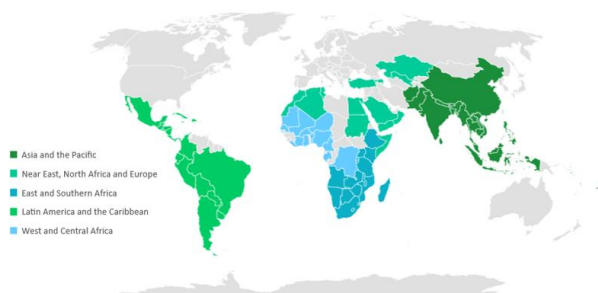 Asia and the Pacific
Near East, North Africa and Europe
East and Southern Africa
Latin America and the Caribbean
West and Central Africa